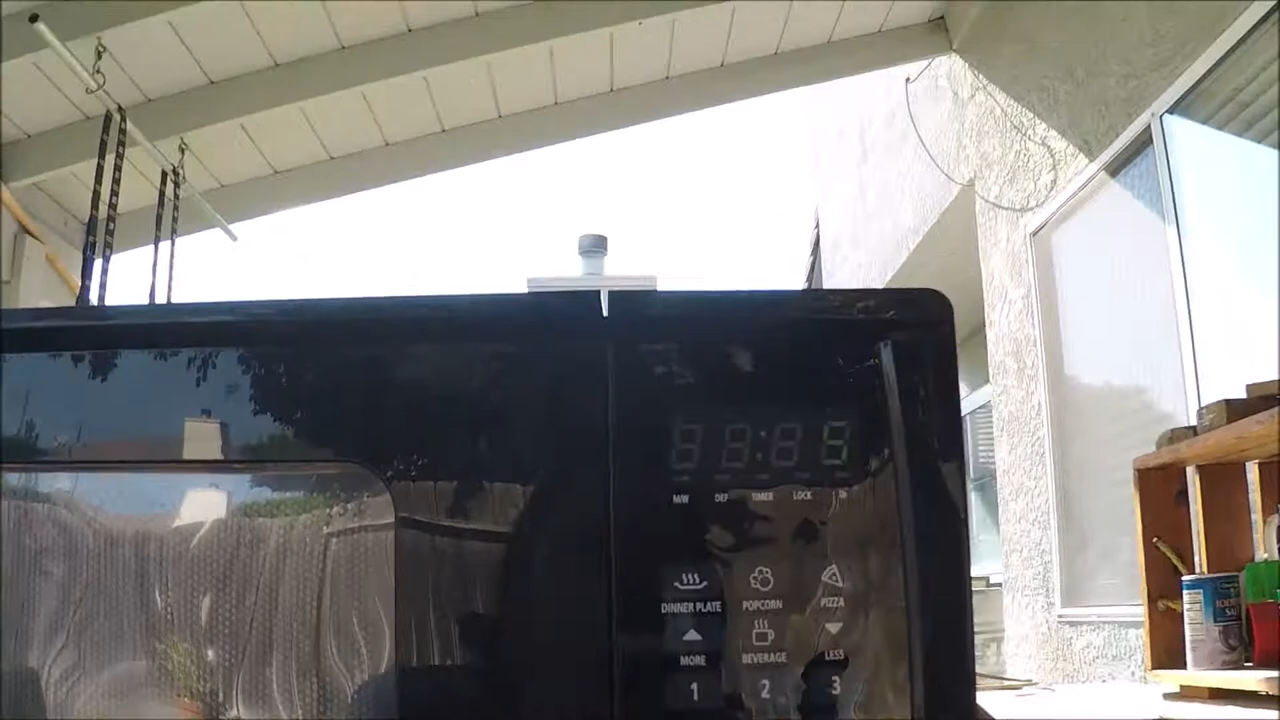 M/W DEF TIMER LOCK
DINNER PLATE POPCORN PIZZA
MORE BEVERAGE LESS
1 2 3